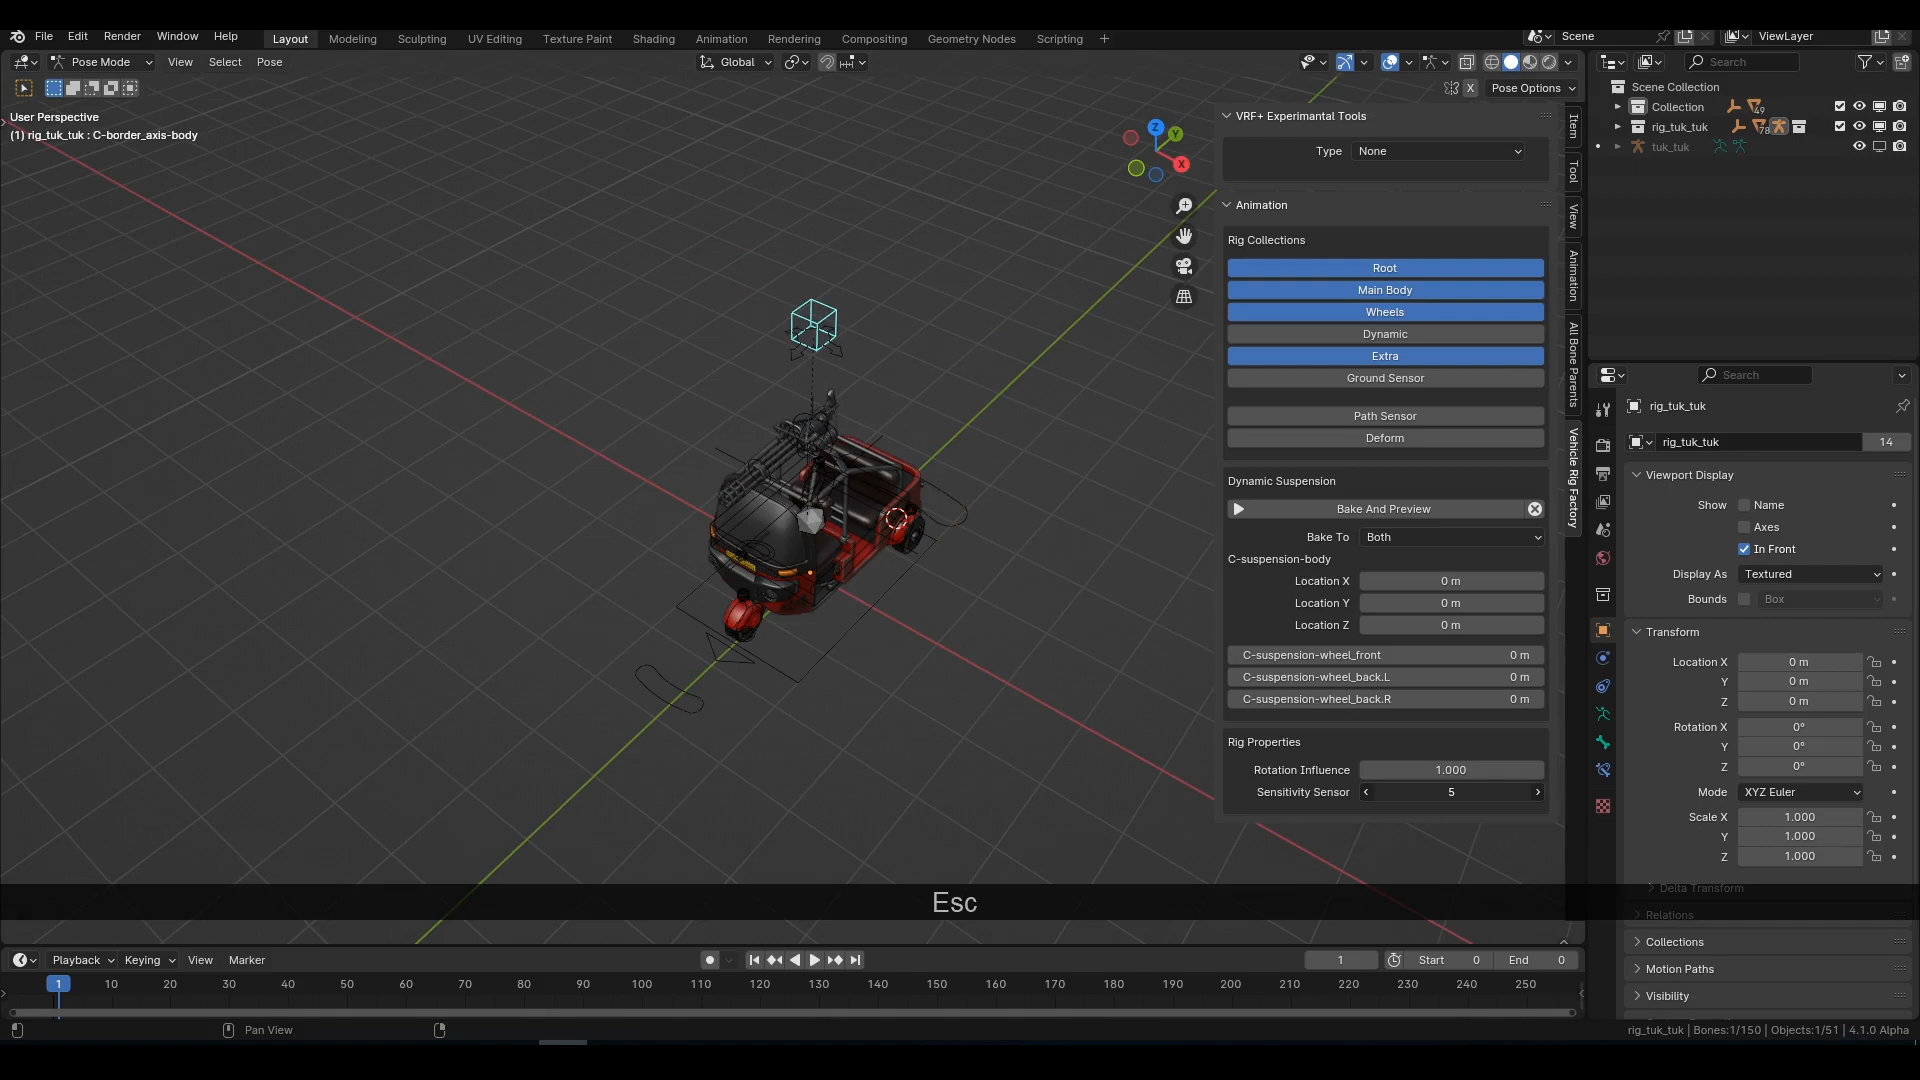 File Edit Render Window Help Layout Modeling Sculpting UV Editing Texture Paint Shading Animation Rendering Compositing Geometry Nodes Scripting + Scene ViewLayer
Pose Mode View Select Pose Global Search
X Pose Options
User Perspective
(1) rig_tuk_tuk : C-border_axis-body
Z
Y
X
VRF+ Experimantal Tools
Type None
Animation
Rig Collections
Root
Main Body
Wheels
Dynamic
Extra
Ground Sensor
Path Sensor
Deform
Dynamic Suspension
Bake And Preview
Bake To Both
C-suspension-body
Location X 0 m
Location Y 0 m
Location Z 0 m
C-suspension-wheel_front 0 m
C-suspension-wheel_back.L 0 m
C-suspension-wheel_back.R 0 m
Rig Properties
Rotation Influence 1.000
Sensitivity Sensor 5
Item
Tool
View
Animation
All Bone Parents
Vehicle Rig Factory
Scene Collection
Collection 49
rig_tuk_tuk 78
tuk_tuk
Search
rig_tuk_tuk
rig_tuk_tuk 14
Viewport Display
Show Name
Axes
In Front
Display As Textured
Bounds Box
Transform
Location X 0 m
Y 0 m
Z 0 m
Rotation X 0°
Y 0°
Z 0°
Mode XYZ Euler
Scale X 1.000
Y 1.000
Z 1.000
Delta Transform
Relations
Collections
Motion Paths
Visibility
Esc
Playback Keying View Marker 1 Start 0 End 0
1 10 20 30 40 50 60 70 80 90 100 110 120 130 140 150 160 170 180 190 200 210 220 230 240 250
Pan View
rig_tuk_tuk | Bones:1/150 | Objects:1/51 | 4.1.0 Alpha